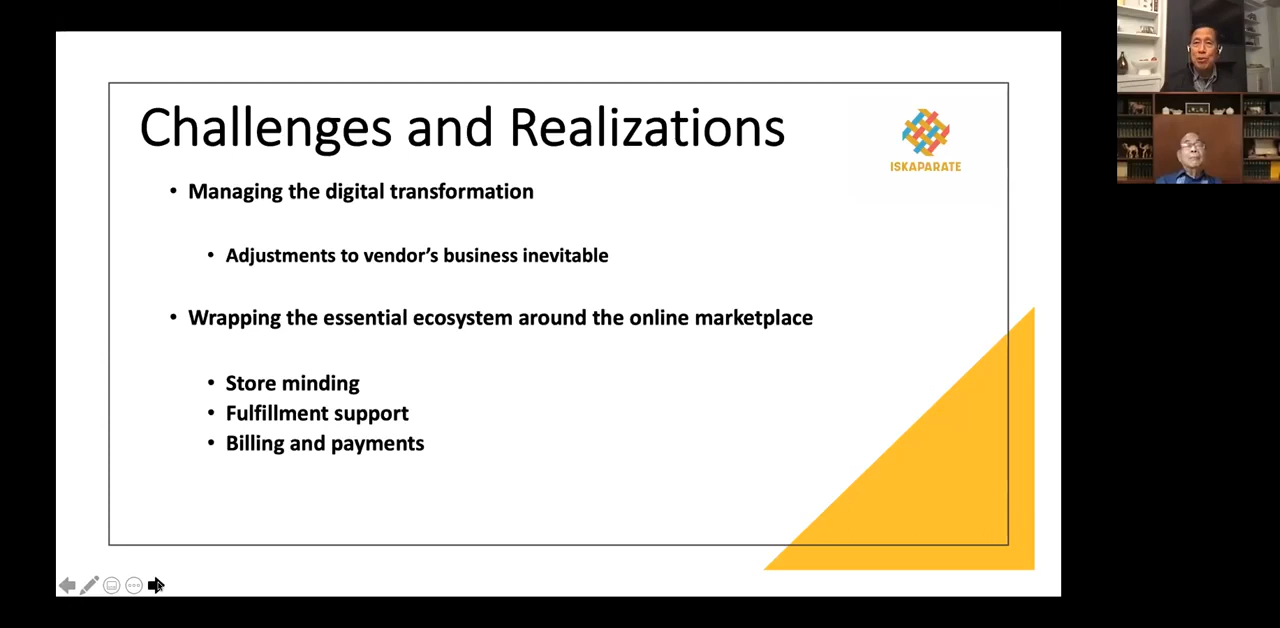 Challenges and Realizations
ISKAPARATE
• Managing the digital transformation
• Adjustments to vendor’s business inevitable
• Wrapping the essential ecosystem around the online marketplace
• Store minding
• Fulfillment support
• Billing and payments